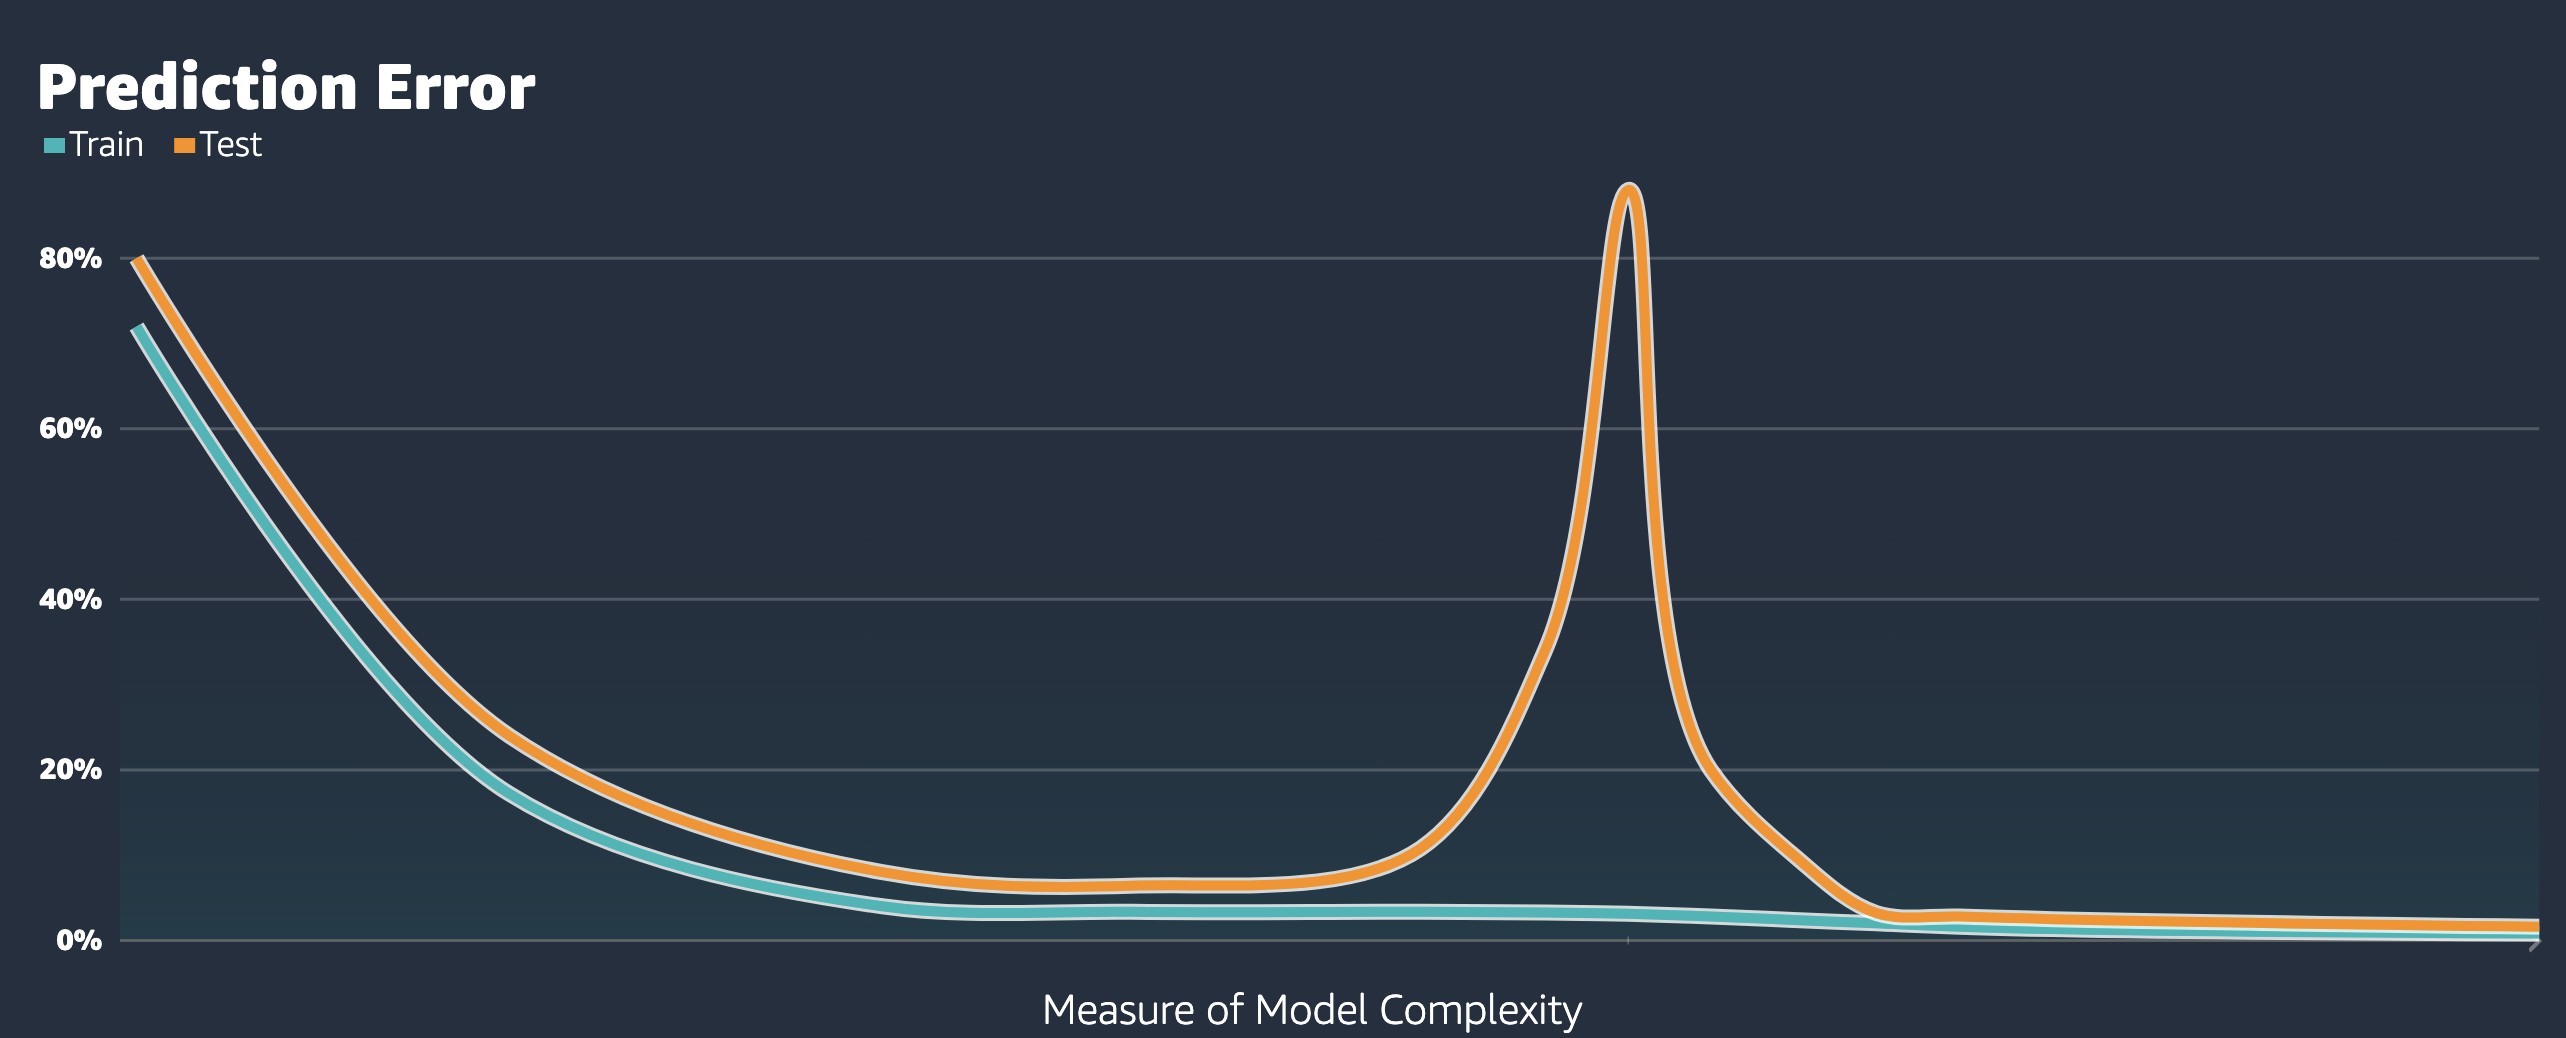 Prediction Error
Train Test
80%
60%
40%
20%
0%
Measure of Model Complexity